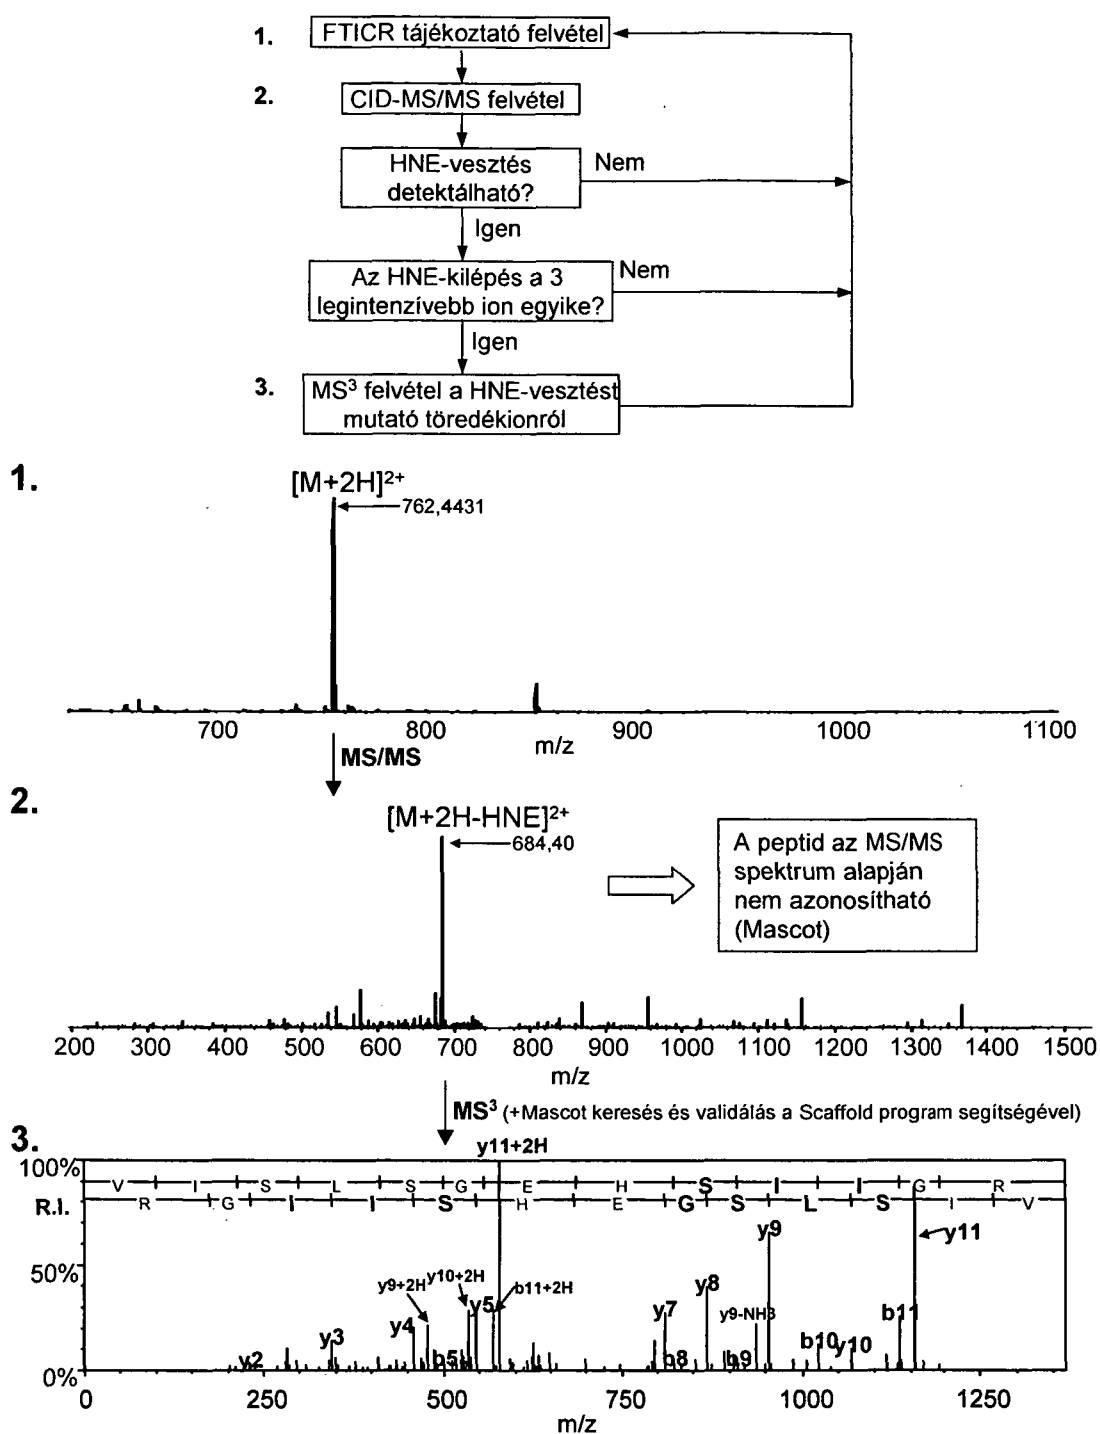 1. FTICR tájékoztató felvétel
2. CID-MS/MS felvétel
HNE-vesztés
detektálható?
Nem
Igen
Az HNE-kilépés a 3
legintenzívebb ion egyike?
Nem
Igen
3. MS³ felvétel a HNE-vesztést
mutató töredékionról
1.
[M+2H]²⁺
762,4431
700 800 900 1000 1100
m/z
MS/MS
2.
[M+2H-HNE]²⁺
684,40
A peptid az MS/MS
spektrum alapján
nem azonosítható
(Mascot)
200 300 400 500 600 700 800 900 1000 1100 1200 1300 1400 1500
m/z
MS³ (+Mascot keresés és validálás a Scaffold program segítségével)
3.
y11+2H
100%
V I S L S G E H S I I G R
R.I.
R G I I S H E G S L S I V
y9
y11
50%
y9+2H y10+2H y5 b11+2H
y8
y7
y9-NH3
y4
b11
y3
b10 y10
y2 b5 b8 b9
0%
0 250 500 750 1000 1250
m/z